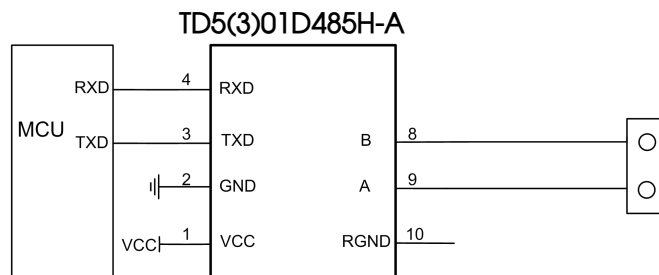 TD5(3)01D485H-A
RXD 4 RXD
MCU TXD 3 TXD B 8
2 GND A 9
VCC 1 VCC RGND 10